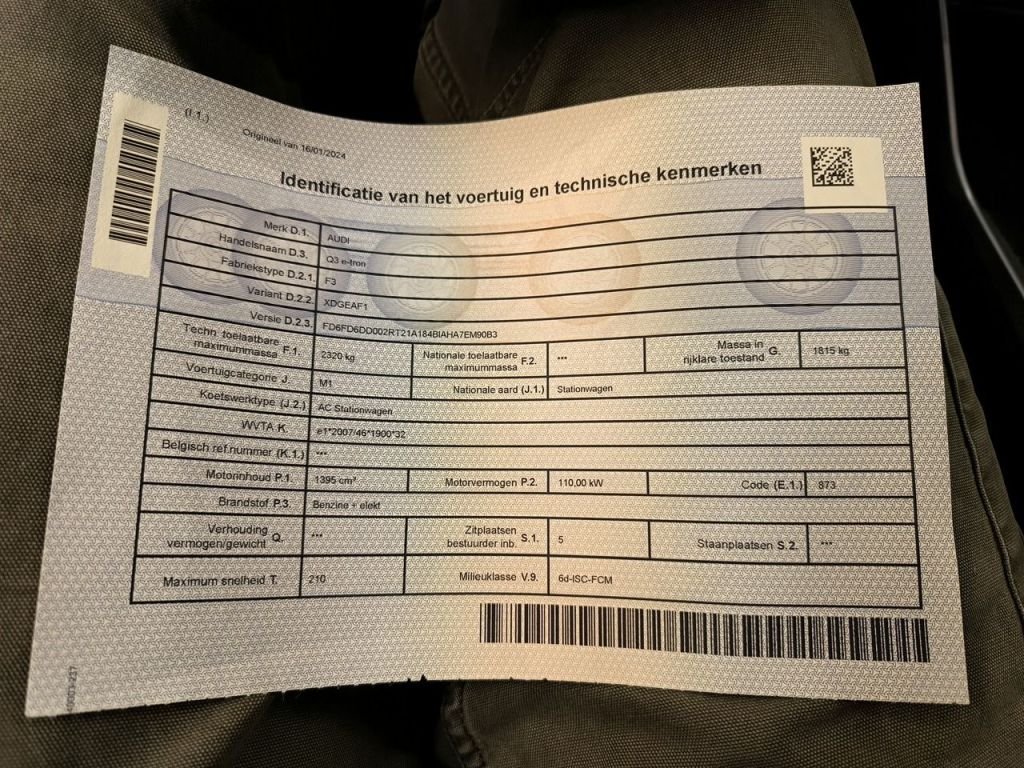 (I.1.)
Origineel van 16/01/2024
Identificatie van het voertuig en technische kenmerken
Merk D.1. AUDI
Handelsnaam D.3. Q3 e-tron
Fabriekstype D.2.1. F3
Variant D.2.2. XDGEAF1
Versie D.2.3. FD6FD6DD002RT21A184BIAHA7EM90B3
Techn. toelaatbare maximummassa F.1. 2320 kg Nationale toelaatbare maximummassa F.2. *** Massa in rijklare toestand G. 1815 kg
Voertuigcategorie J. M1 Nationale aard (J.1.) Stationwagen
Koetswerktype (J.2.) AC Stationwagen
WVTA K. e1*2007/46*1900*32
Belgisch ref.nummer (K.1.) ***
Motorinhoud P.1. 1395 cm³ Motorvermogen P.2. 110,00 kW Code (E.1.) 873
Brandstof P.3. Benzine + elekt
Verhouding vermogen/gewicht Q. *** Zitplaatsen bestuurder inb. S.1. 5 Staanplaatsen S.2. ***
Maximum snelheid T. 210 Milieuklasse V.9. 6d-ISC-FCM